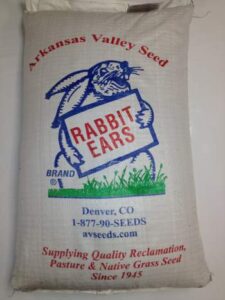 Arkansas Valley Seed
RABBIT
EARS
BRAND
®
Denver, CO
1-877-90-SEEDS
avseeds.com
Supplying Quality Reclamation,
Pasture & Native Grass Seed
Since 1945